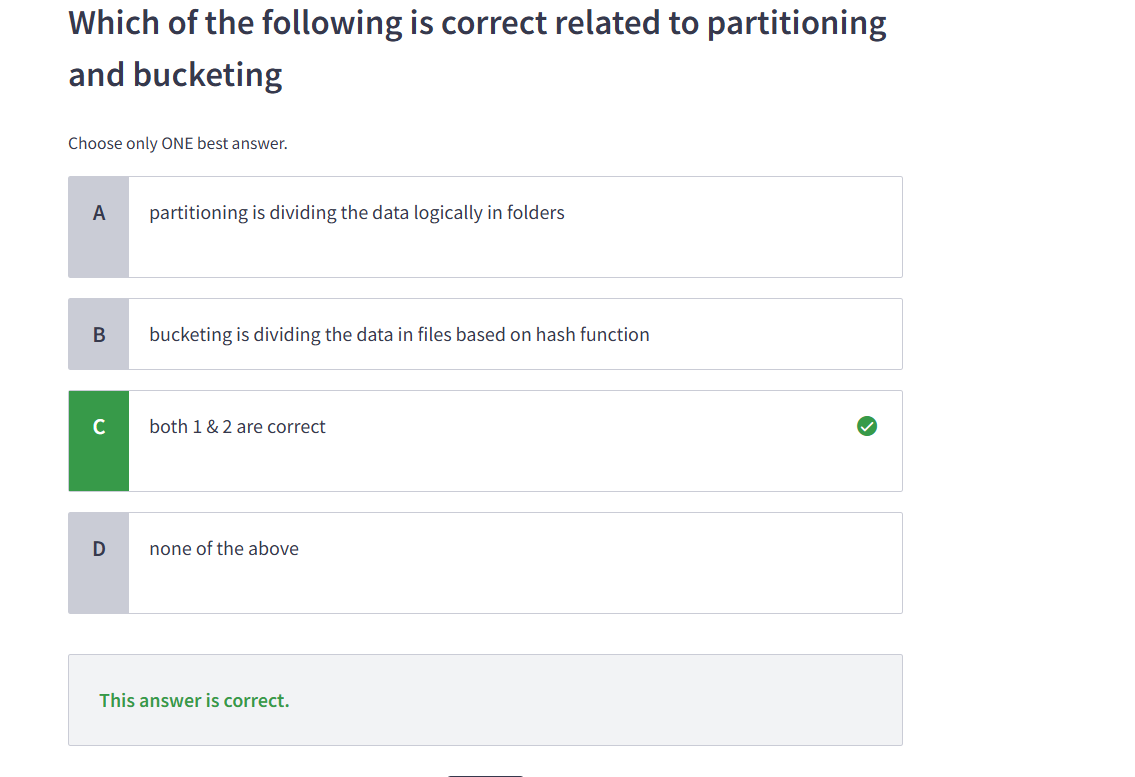 Which of the following is correct related to partitioning
and bucketing
Choose only ONE best answer.
A partitioning is dividing the data logically in folders
B bucketing is dividing the data in files based on hash function
C both 1 & 2 are correct
D none of the above
This answer is correct.